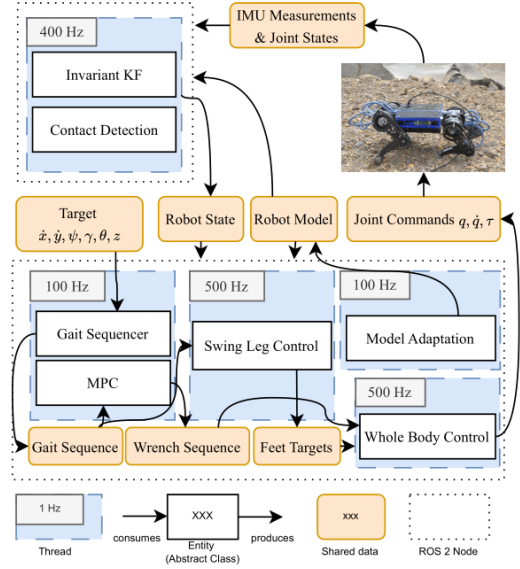 IMU Measurements
& Joint States
400 Hz
Invariant KF
Contact Detection
Target
ẋ, ẏ, ψ, γ, θ, z
Robot State
Robot Model
Joint Commands q, q̇, τ
100 Hz
Gait Sequencer
MPC
500 Hz
Swing Leg Control
100 Hz
Model Adaptation
500 Hz
Whole Body Control
Gait Sequence
Wrench Sequence
Feet Targets
1 Hz
Thread
consumes
XXX
Entity
(Abstract Class)
produces
xxx
Shared data
ROS 2 Node